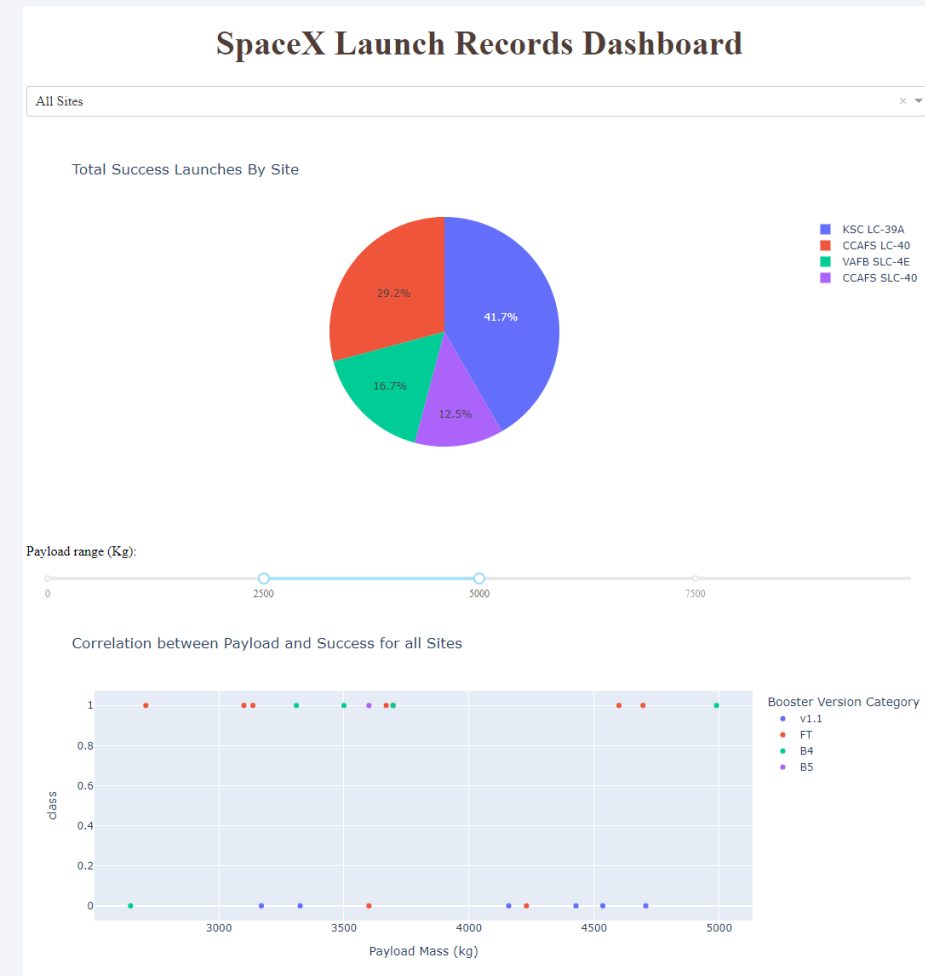 SpaceX Launch Records Dashboard
All Sites
×
Total Success Launches By Site
KSC LC-39A
CCAFS LC-40
VAFB SLC-4E
CCAFS SLC-40
29.2%
41.7%
16.7%
12.5%
Payload range (Kg):
0 2500 5000 7500
Correlation between Payload and Success for all Sites
Booster Version Category
v1.1
FT
B4
B5
class
1
0.8
0.6
0.4
0.2
0
3000 3500 4000 4500 5000
Payload Mass (kg)